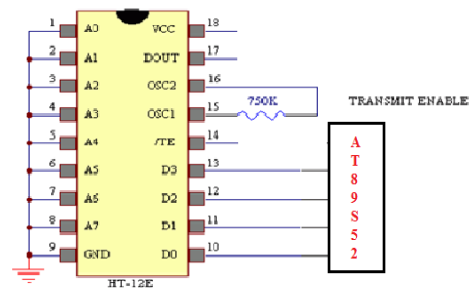 1 A0 VCC 18
2 A1 DOUT 17
3 A2 OSC2 16
4 A3 OSC1 15 750K TRANSMIT ENABLE
5 A4 /TE 14
6 A5 D3 13
7 A6 D2 12
8 A7 D1 11
9 GND D0 10
HT-12E
A
T
8
9
S
5
2